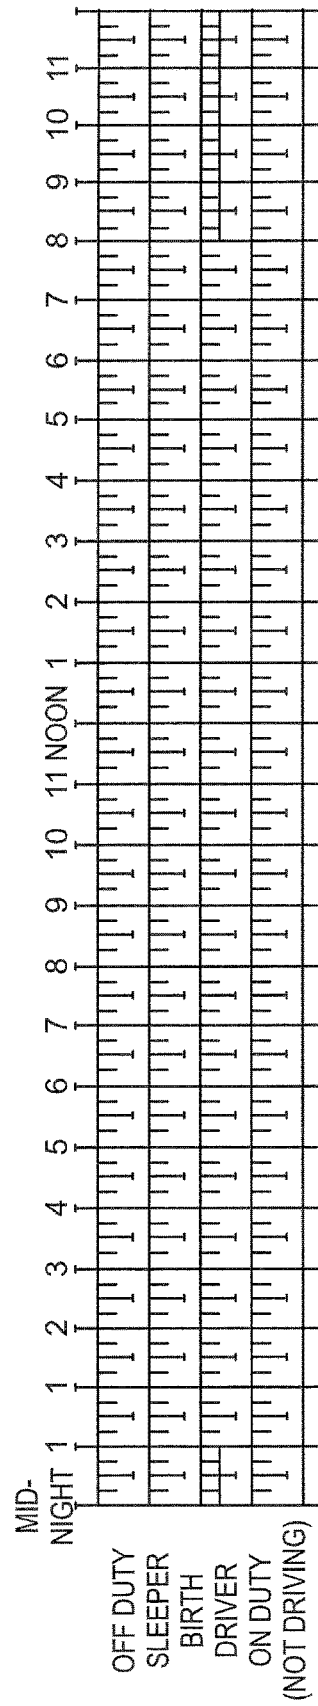 MID-
NIGHT 1 1 2 3 4 5 6 7 8 9 10 11 NOON 1 2 3 4 5 6 7 8 9 10 11
OFF DUTY
SLEEPER
BIRTH
DRIVER
ON DUTY
(NOT DRIVING)